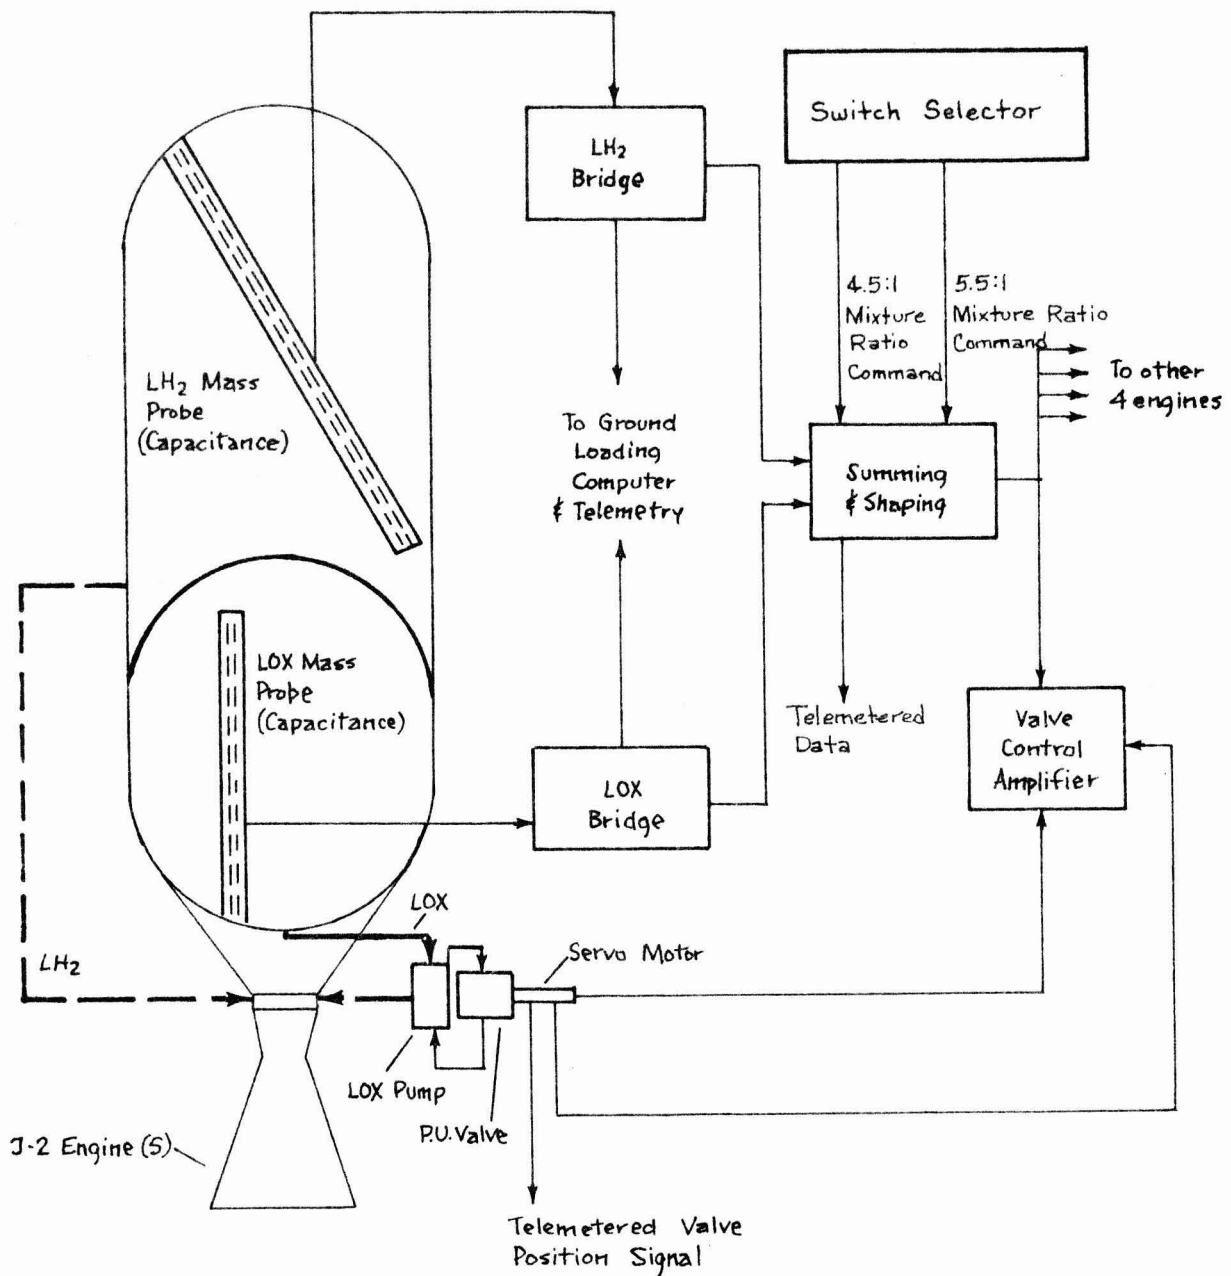 LH2
Bridge
Switch Selector
4.5:1
Mixture
Ratio
Command
5.5:1
Mixture Ratio
Command
To other
4 engines
LH2 Mass
Probe
(Capacitance)
To Ground
Loading
Computer
& Telemetry
Summing
& Shaping
LOX Mass
Probe
(Capacitance)
Telemetered
Data
Valve
Control
Amplifier
LOX
Bridge
LOX
LH2
Servo Motor
LOX Pump
P.U. Valve
J-2 Engine (5)
Telemetered Valve
Position Signal